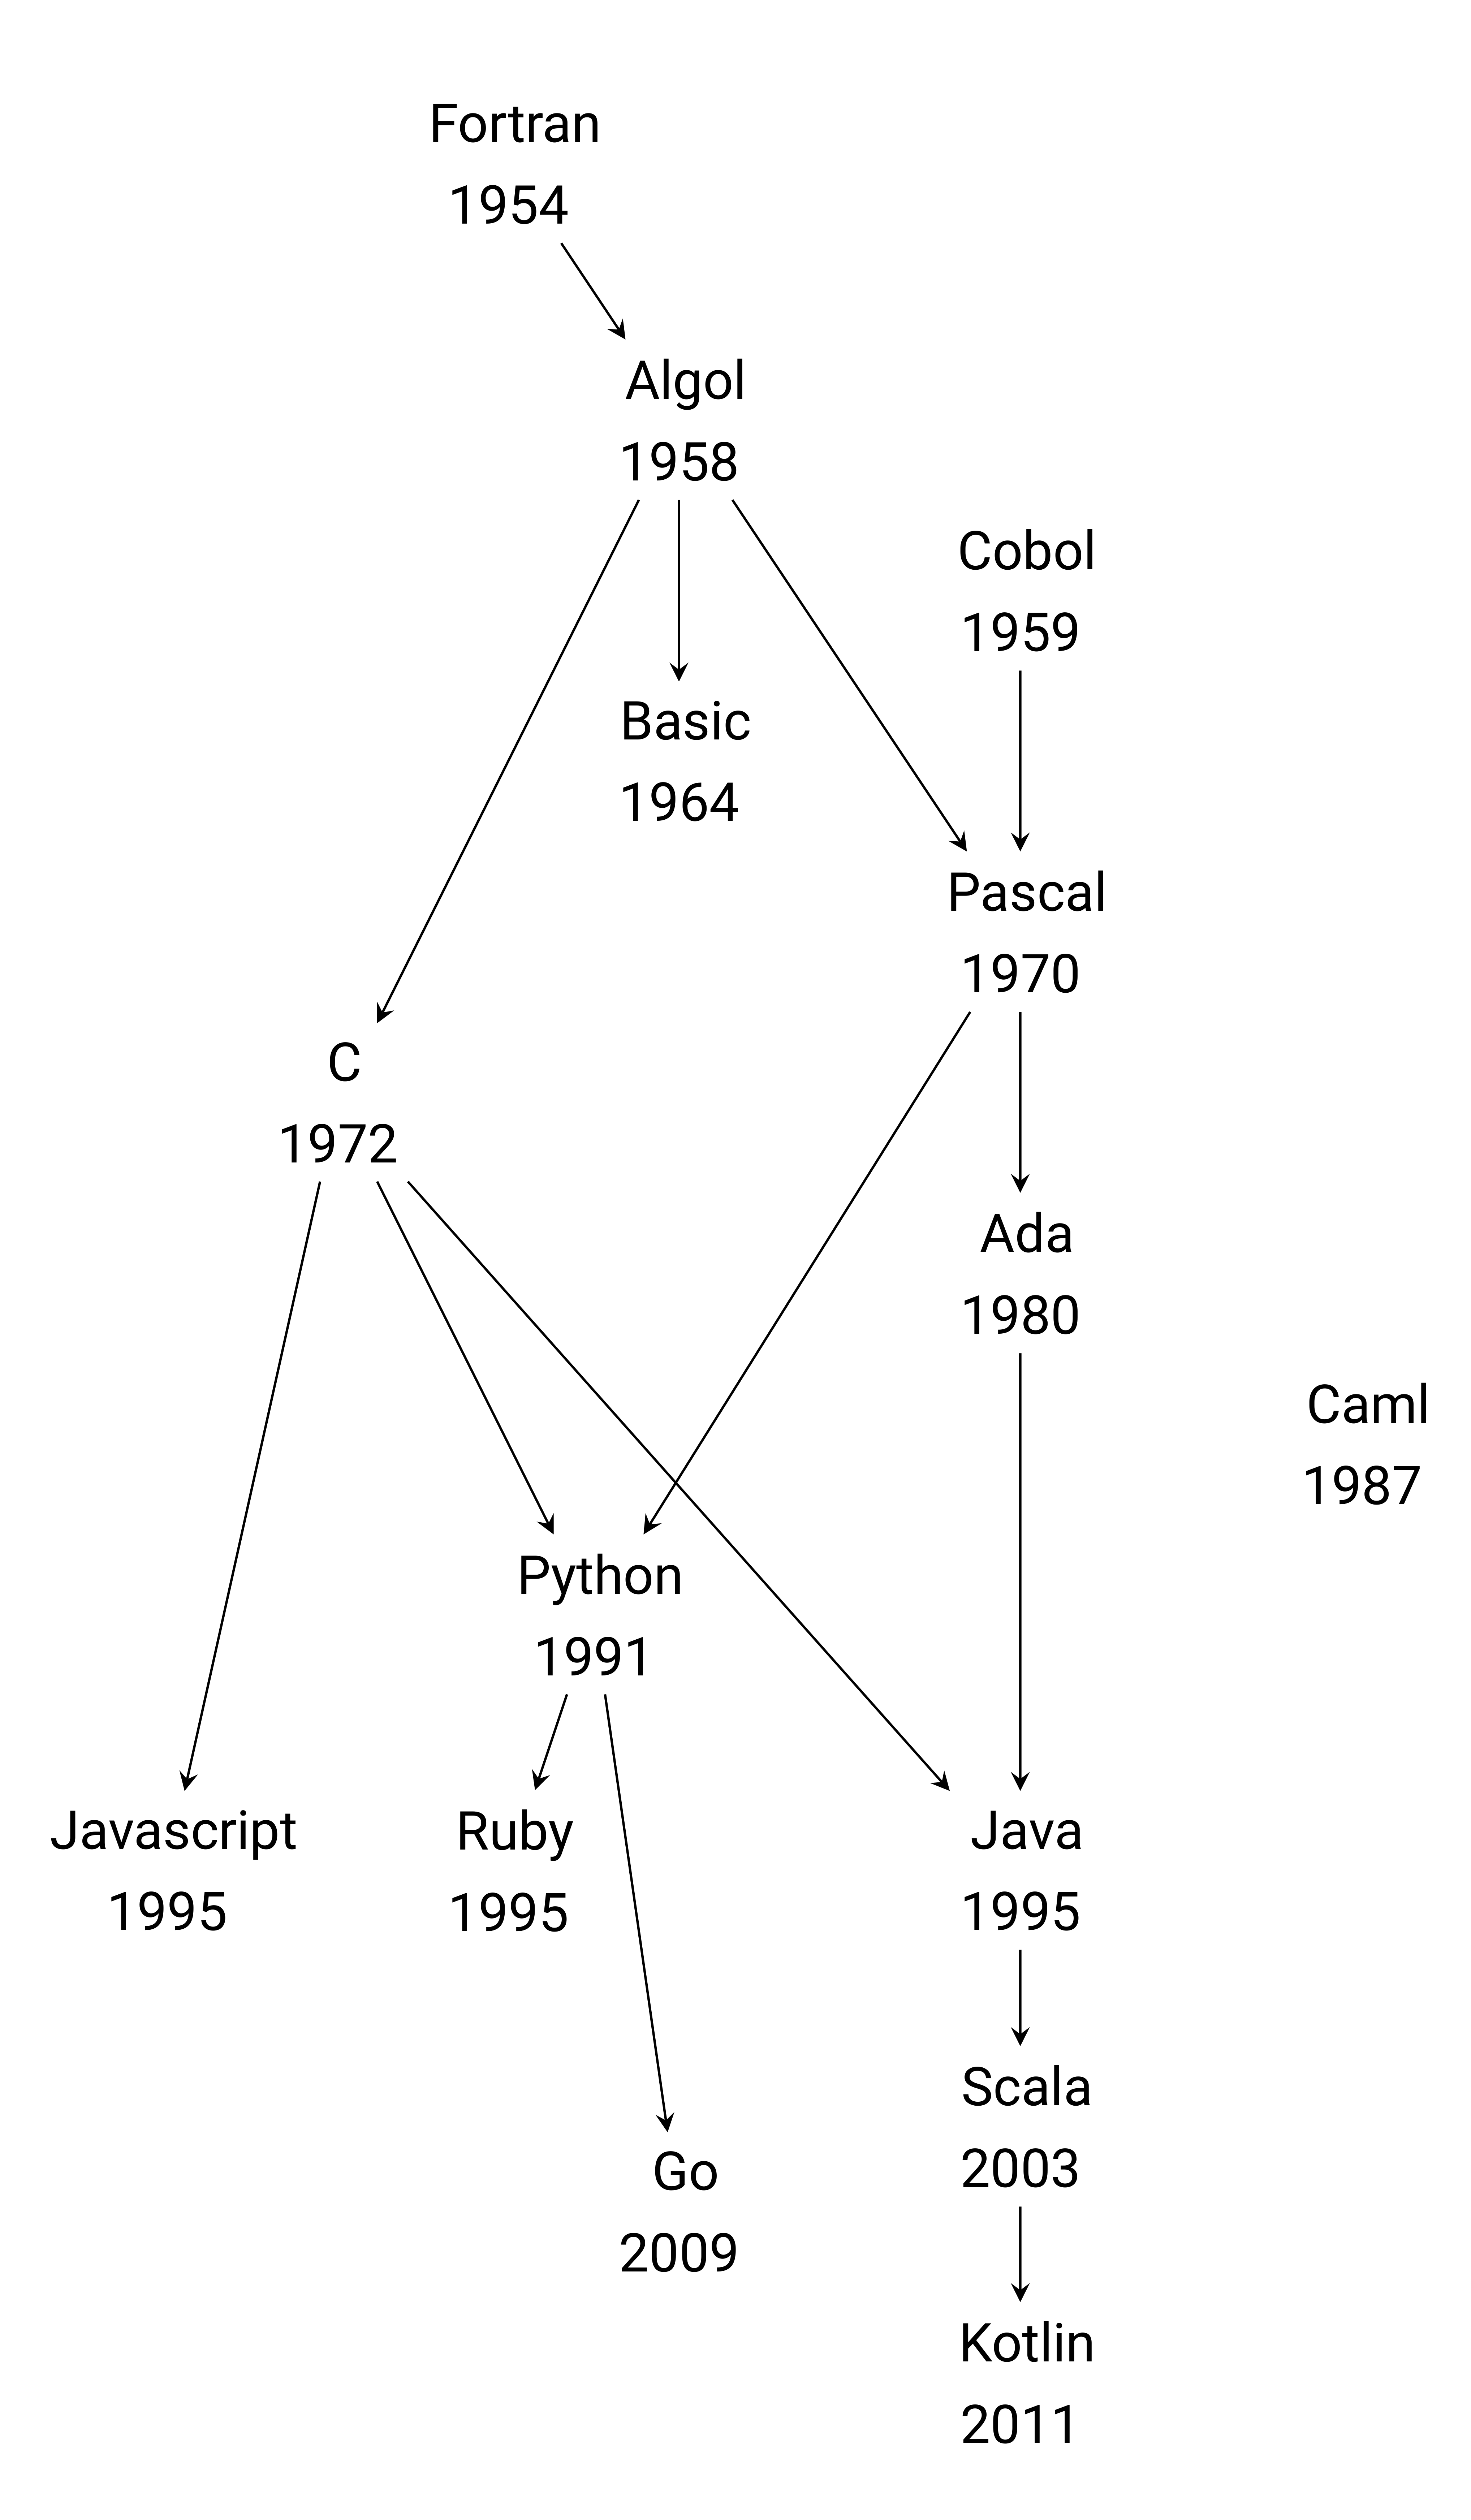 Fortran
1954
Algol
1958
Cobol
1959
Basic
1964
Pascal
1970
C
1972
Ada
1980
Caml
1987
Python
1991
Javascript
1995
Ruby
1995
Java
1995
Scala
2003
Go
2009
Kotlin
2011